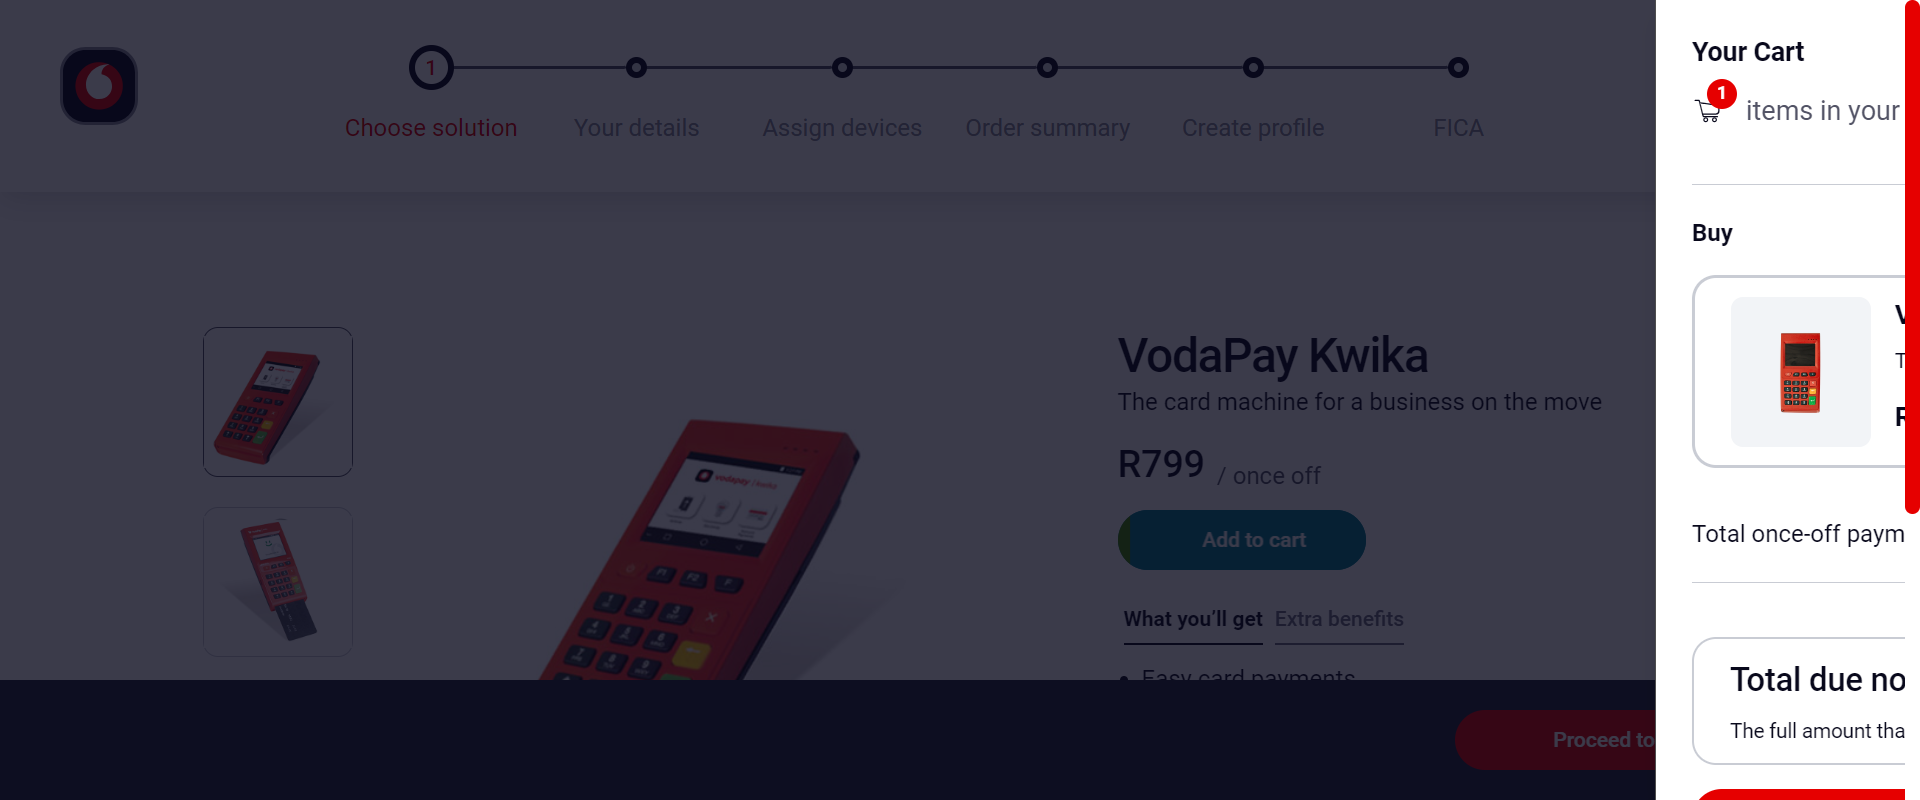 1
Choose solution
Your details
Assign devices
Order summary
Create profile
FICA
VodaPay Kwika
The card machine for a business on the move
R799 / once off
Add to cart
What you'll get
Extra benefits
Easy card payments
Proceed to
Your Cart
1
items in your
Buy
Total once-off paym
Total due no
The full amount tha